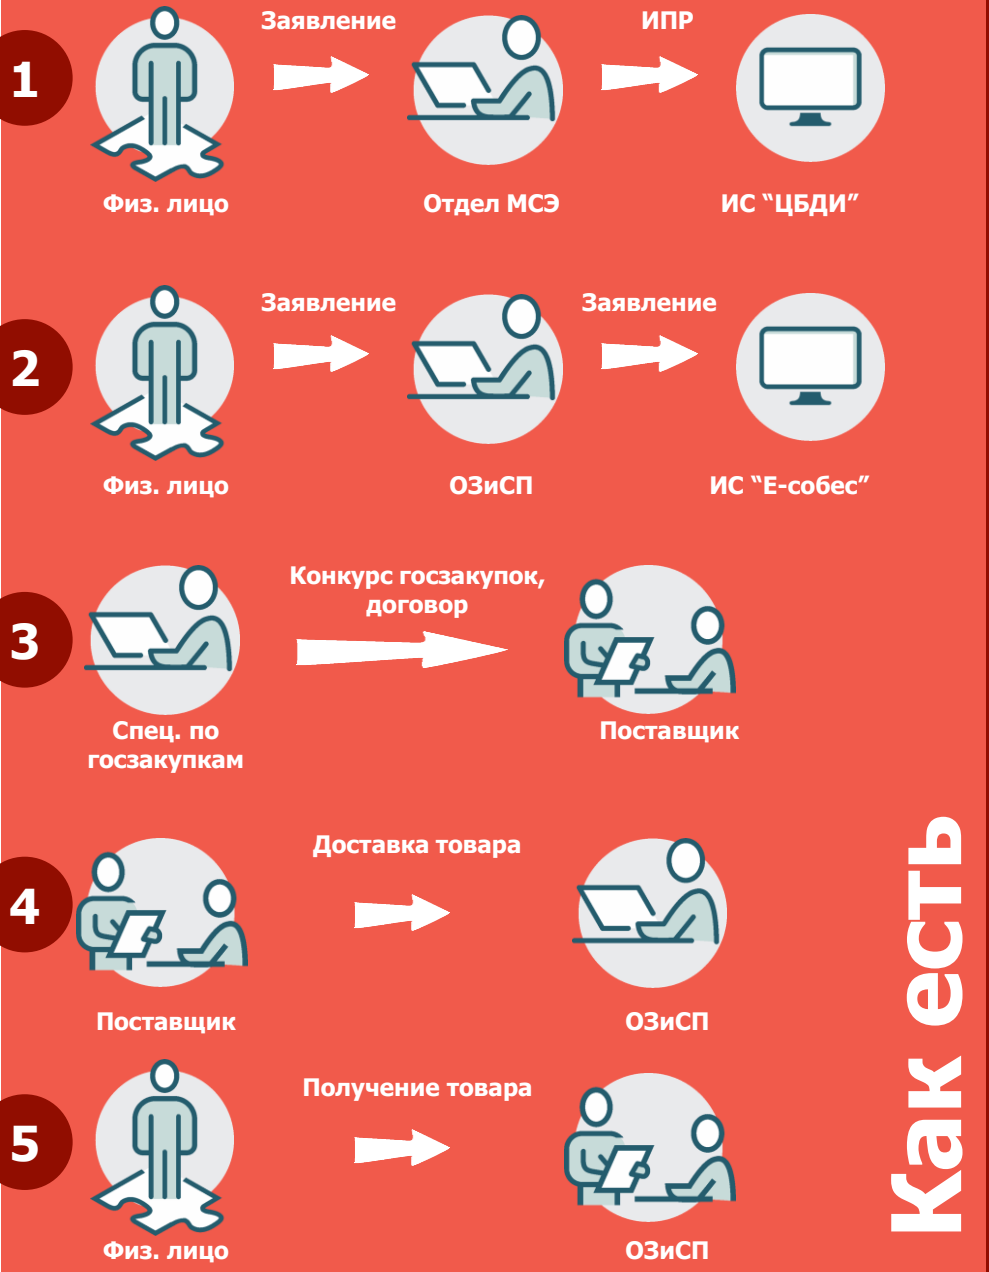 1
Заявление
ИПР
Физ. лицо
Отдел МСЭ
ИС “ЦБДИ”
2
Заявление
Заявление
Физ. лицо
ОЗиСП
ИС “Е-собес”
3
Конкурс госзакупок,
договор
Спец. по
госзакупкам
Поставщик
4
Доставка товара
Поставщик
ОЗиСП
5
Получение товара
Физ. лицо
ОЗиСП
Как есть